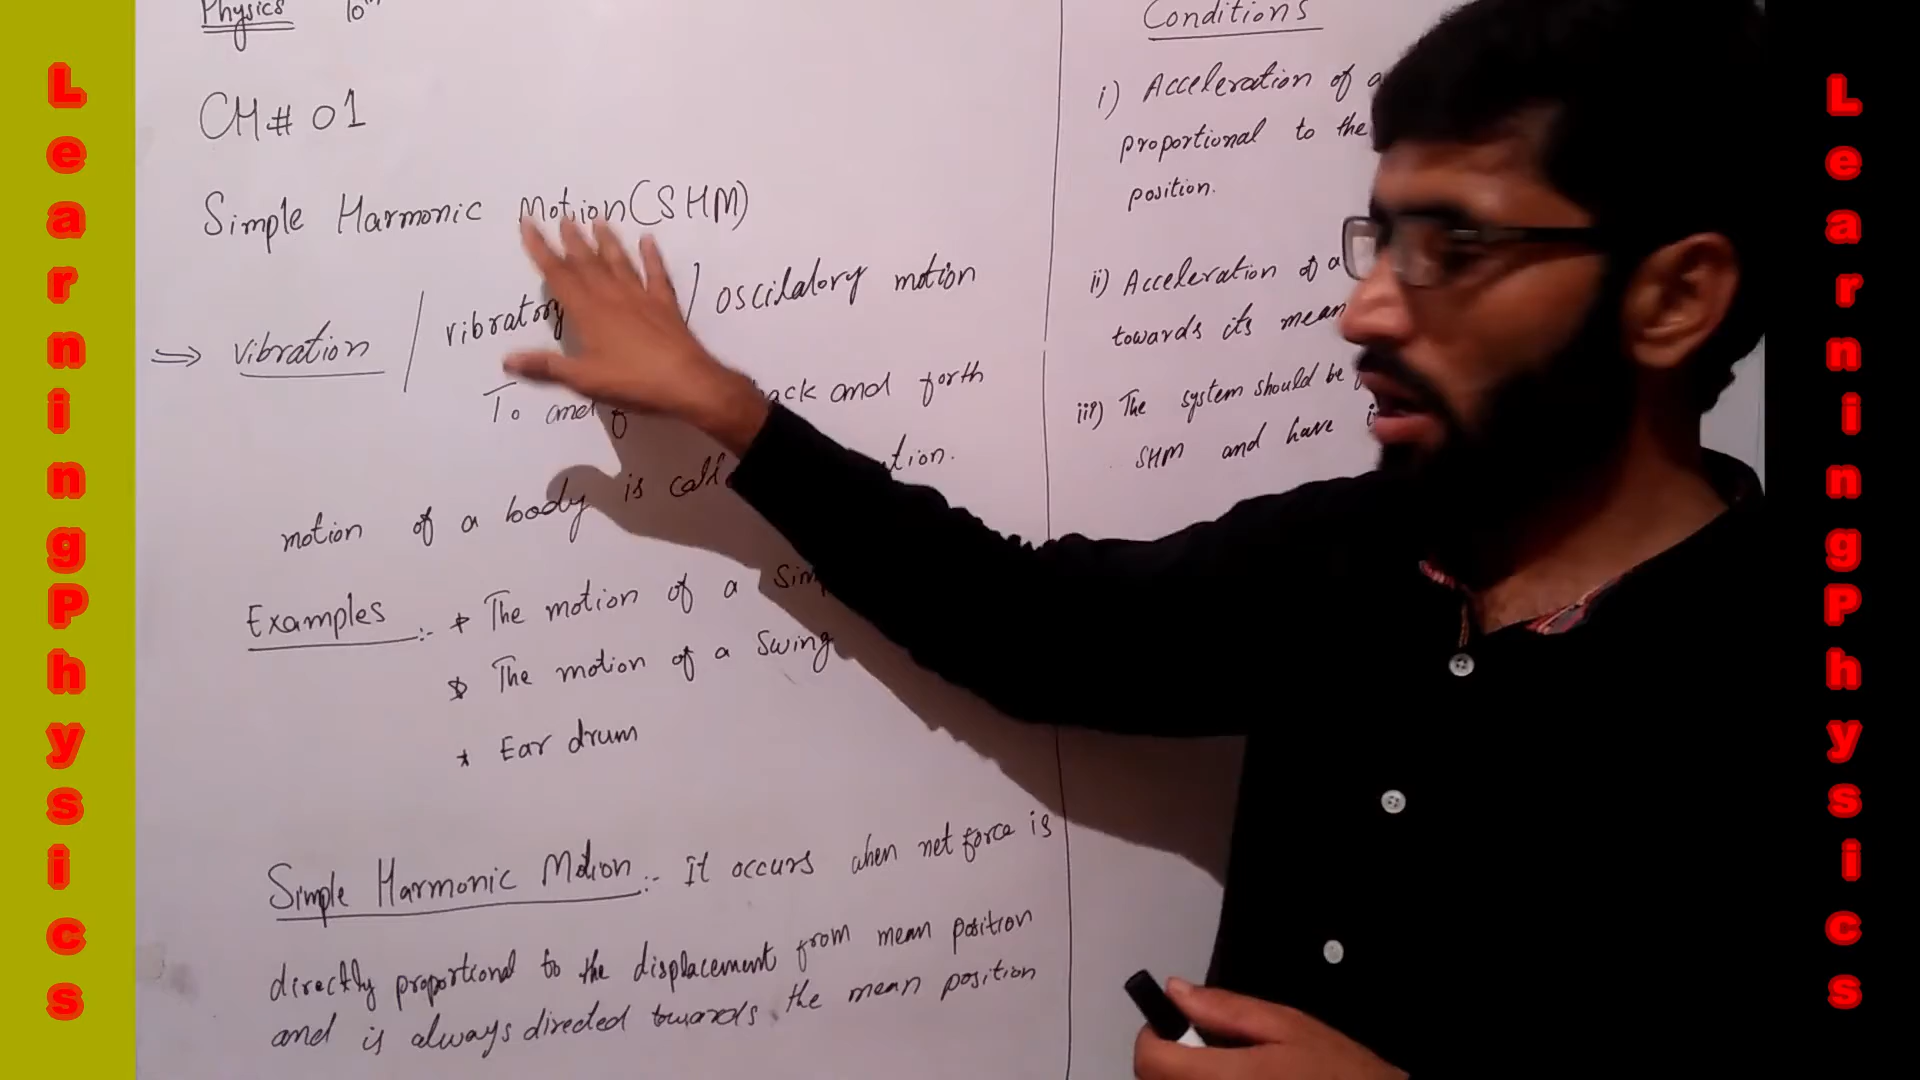 LearningPhysics
Physics 10th
CH# 01
Simple Harmonic Motion (SHM)
⇒ vibration / vibratory / oscilatory motion
To and back and forth
motion of a body is tion.
Examples :- * The motion of a Sim
* The motion of a Swing
* Ear drum
Simple Harmonic Motion :- It occurs when net force is
directly proportional to the displacement from mean position
and is always directed towards the mean position
Conditions
i) Acceleration of a
proportional to the
position.
ii) Acceleration of a
towards its mean
iii) The system should be
SHM and have
LearningPhysics